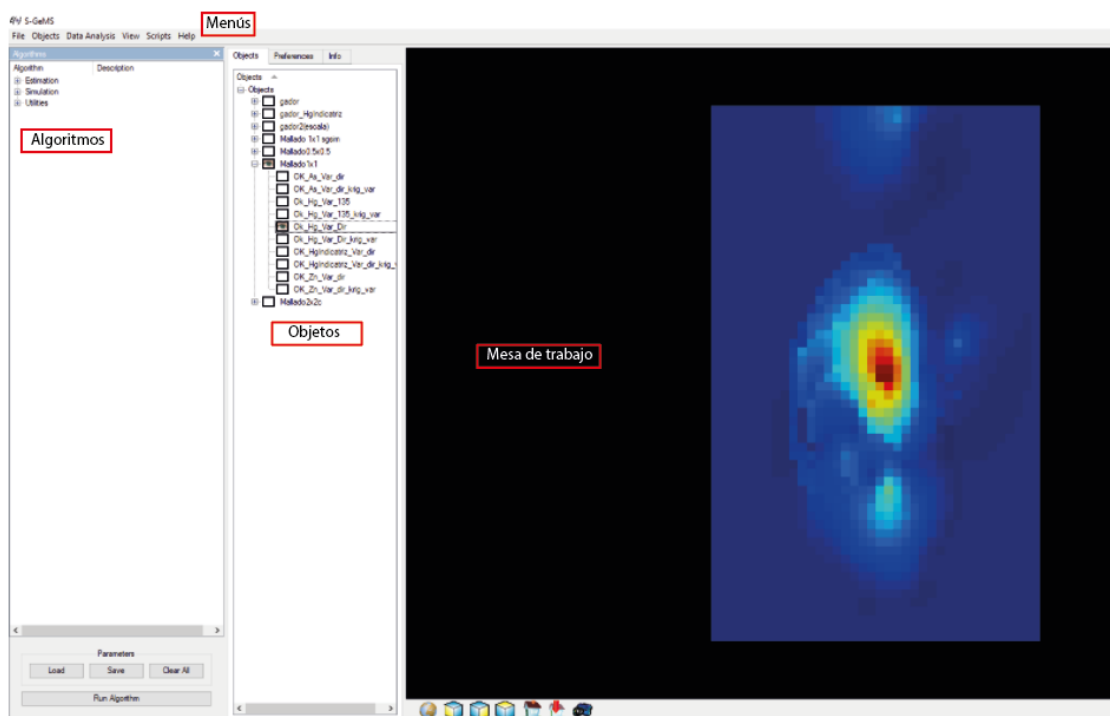 S-GeMS
Menús
File Objects Data Analysis View Scripts Help
Algorithms
Algorithm Description
Estimation
Simulation
Utilities
Algoritmos
Parameters
Load Save Clear All
Run Algorithm
Objects Preferences Info
Objects
Objects
gador
gador_HgIndicatriz
gador2(escala)
Mallado 1x1 sgsim
Mallado0.5x0.5
Mallado1x1
OK_As_Var_dir
OK_As_Var_dir_krig_var
Ok_Hg_Var_135
Ok_Hg_Var_135_krig_var
Ok_Hg_Var_Dir
Ok_Hg_Var_Dir_krig_var
OK_HgIndicatriz_Var_dir
OK_HgIndicatriz_Var_dir_krig_v
OK_Zn_Var_dir
OK_Zn_Var_dir_krig_var
Mallado2x2c
Objetos
Mesa de trabajo